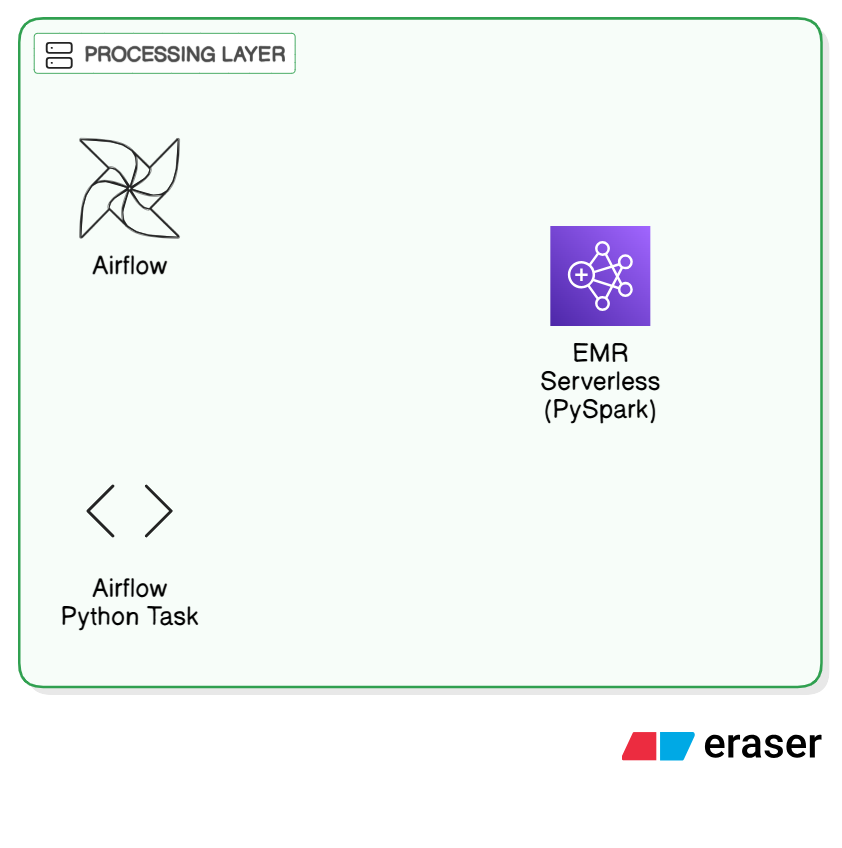 PROCESSING LAYER
Airflow
EMR
Serverless
(PySpark)
Airflow
Python Task
eraser